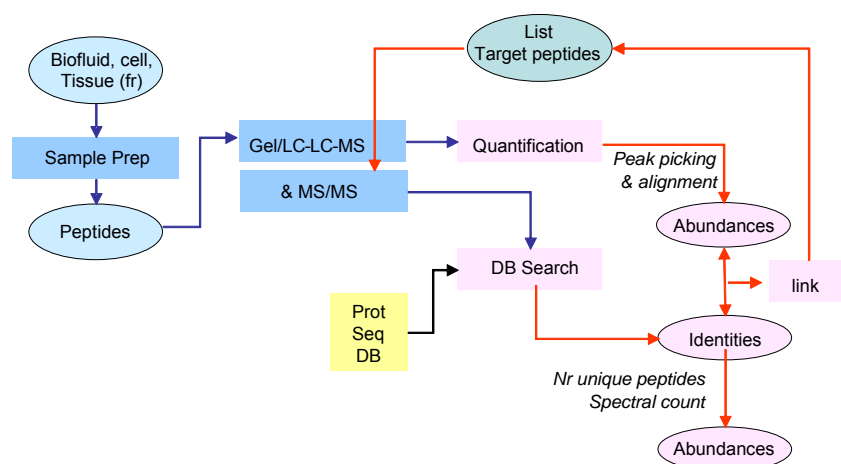 Biofluid, cell,
Tissue (fr)
List
Target peptides
Sample Prep
Gel/LC-LC-MS
Quantification
Peak picking
& alignment
& MS/MS
Peptides
Abundances
DB Search
link
Prot
Seq
DB
Identities
Nr unique peptides
Spectral count
Abundances